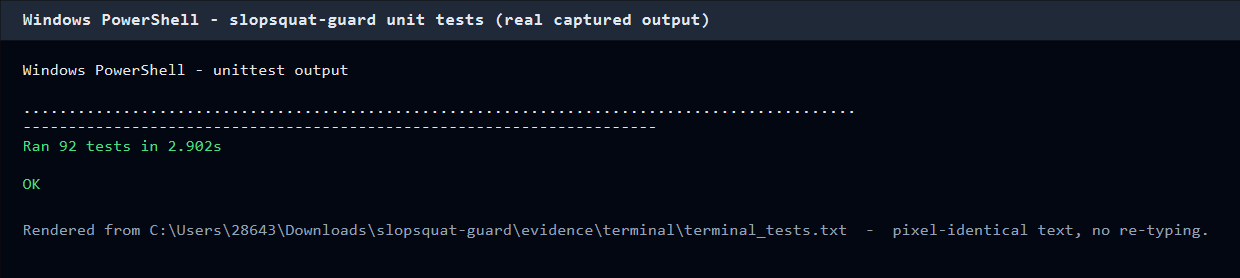 Windows PowerShell - slopsquat-guard unit tests (real captured output)
Windows PowerShell - unittest output
............................................................................................
----------------------------------------------------------------------
Ran 92 tests in 2.902s
OK
Rendered from C:\Users\28643\Downloads\slopsquat-guard\evidence\terminal\terminal_tests.txt  -  pixel-identical text, no re-typing.